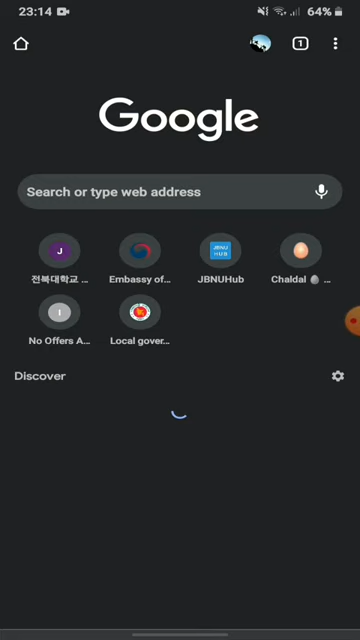 23:14
64%
1
Google
Search or type web address
J
JBNU
HUB
전북대학교 ...
Embassy of...
JBNUHub
Chaldal 🥚 ...
I
No Offers A...
Local gover...
Discover